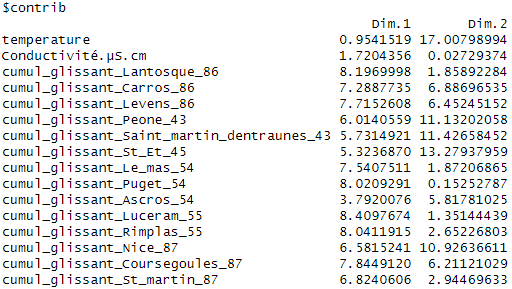 $contrib
Dim.1 Dim.2
temperature 0.9541519 17.00798994
Conductivité.µS.cm 1.7204356 0.02729374
cumul_glissant_Lantosque_86 8.1969998 1.85892284
cumul_glissant_Carros_86 7.2887735 6.88696535
cumul_glissant_Levens_86 7.7152608 6.45245152
cumul_glissant_Peone_43 6.0140559 11.13202058
cumul_glissant_Saint_martin_dentraunes_43 5.7314921 11.42658452
cumul_glissant_St_Et_45 5.3236870 13.27937959
cumul_glissant_Le_mas_54 7.5407511 1.87206865
cumul_glissant_Puget_54 8.0209291 0.15252787
cumul_glissant_Ascros_54 3.7920076 5.81781025
cumul_glissant_Luceram_55 8.4097674 1.35144439
cumul_glissant_Rimplas_55 8.0411915 2.65226803
cumul_glissant_Nice_87 6.5815241 10.92636611
cumul_glissant_Coursegoules_87 7.8449120 6.21121029
cumul_glissant_St_martin_87 6.8240606 2.94469633